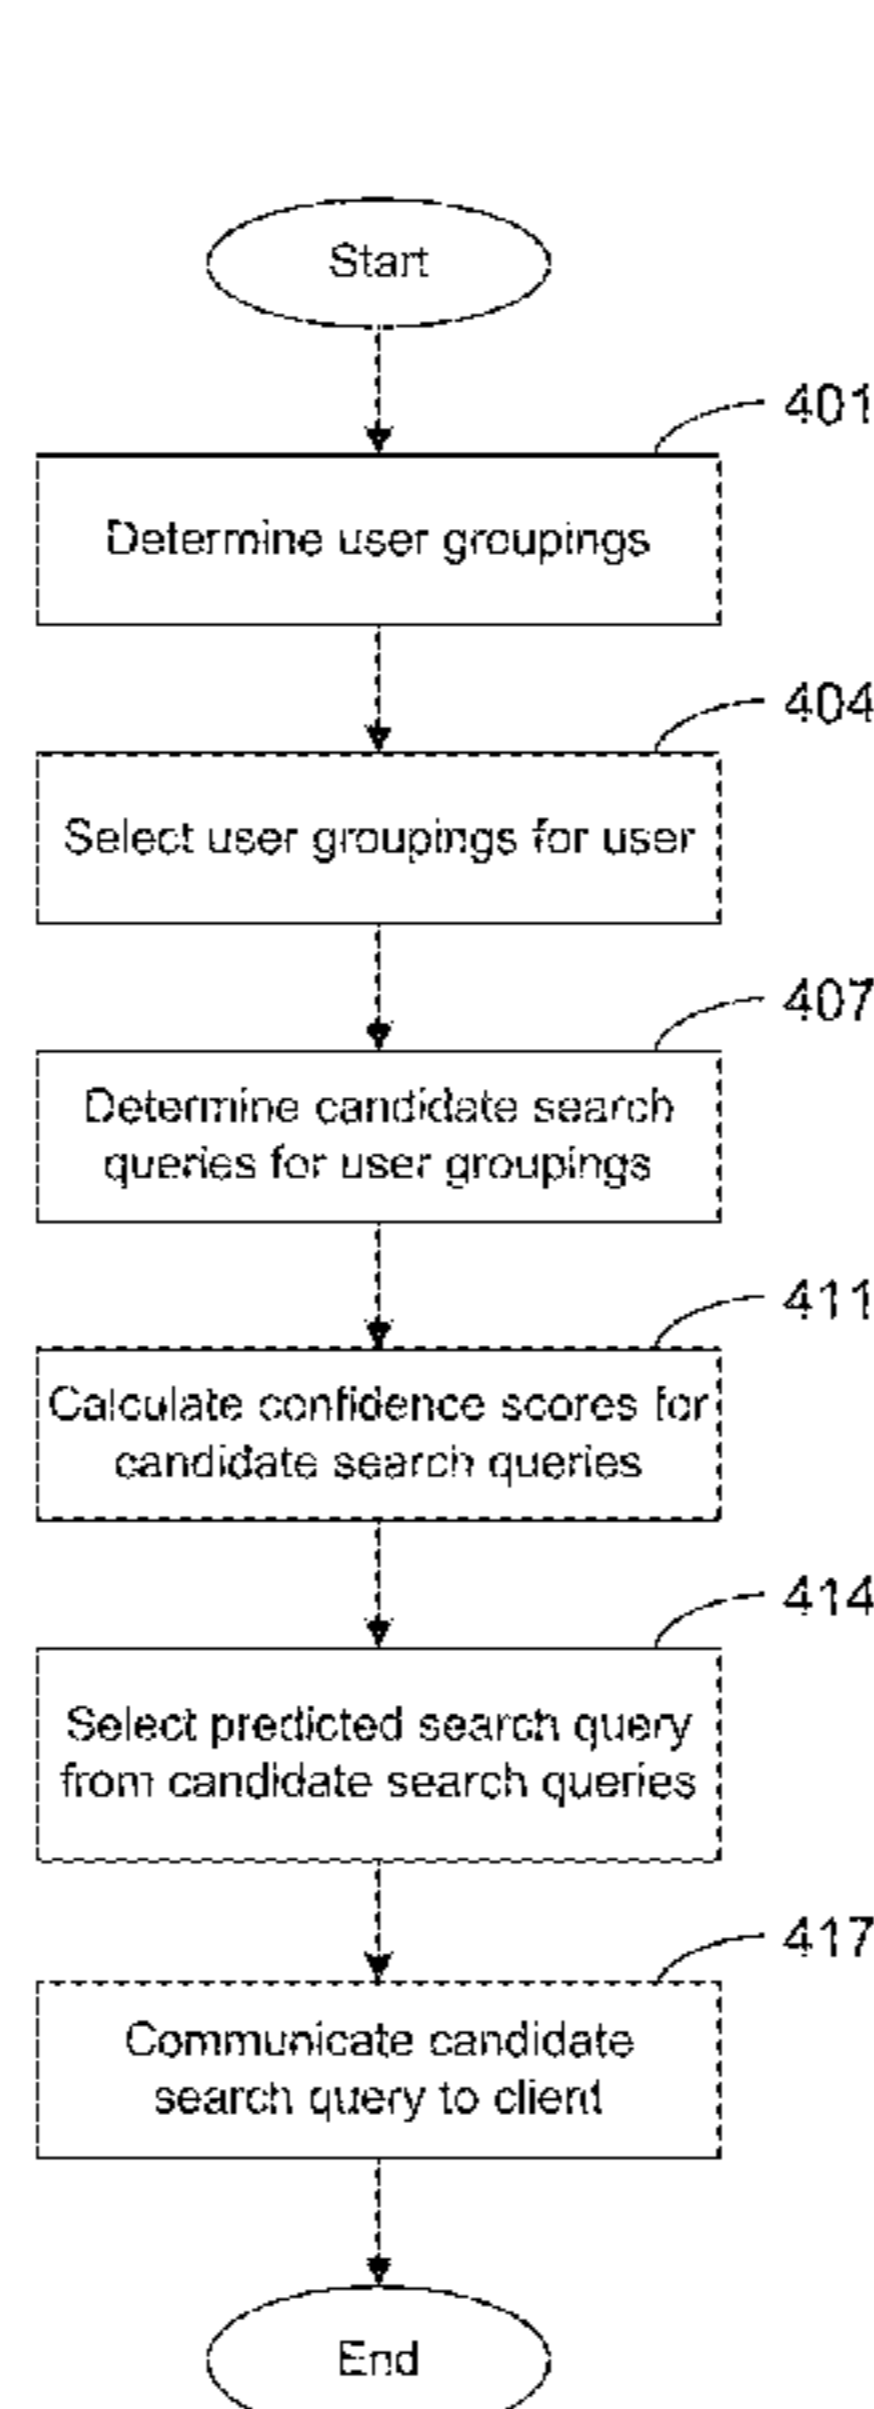 Start
401
Determine user groupings
404
Select user groupings for user
407
Determine candidate search
queries for user groupings
411
Calculate confidence scores for
candidate search queries
414
Select predicted search query
from candidate search queries
417
Communicate candidate
search query to client
End